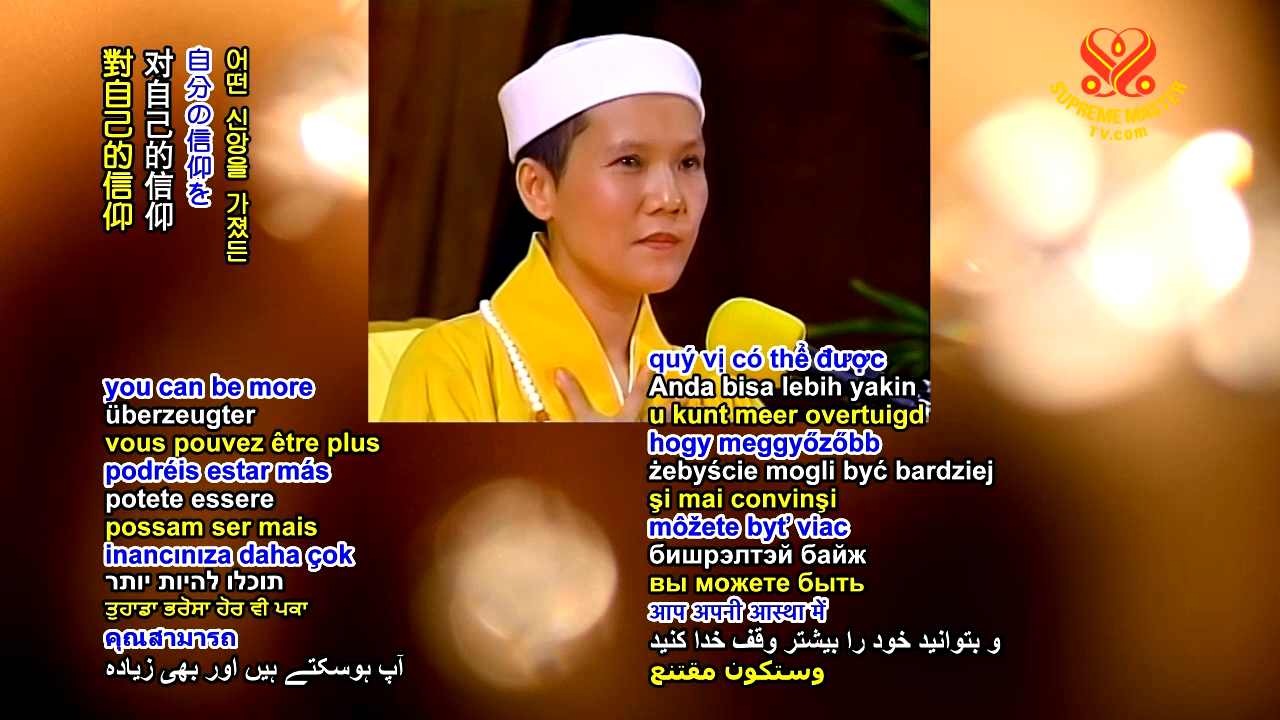 對自己的信仰
对自己的信仰
自分の信仰を
어떤 신앙을 가졌든
SUPREME MASTER
TV.com
you can be more
überzeugter
vous pouvez être plus
podréis estar más
potete essere
possam ser mais
inancınıza daha çok
תוכלו להיות יותר
ਤੁਹਾਡਾ ਭਰੋਸਾ ਹੋਰ ਵੀ ਪਕਾ
คุณสามารถ
آپ ہوسکتے ہیں اور بھی زیادہ
quý vị có thể được
Anda bisa lebih yakin
u kunt meer overtuigd
hogy meggyőzőbb
żebyście mogli być bardziej
şi mai convinşi
môžete byť viac
бишрэлтэй байж
вы можете быть
आप अपनी आस्था में
و بتوانید خود را بیشتر وقف خدا کنید
وستكون مقتنع